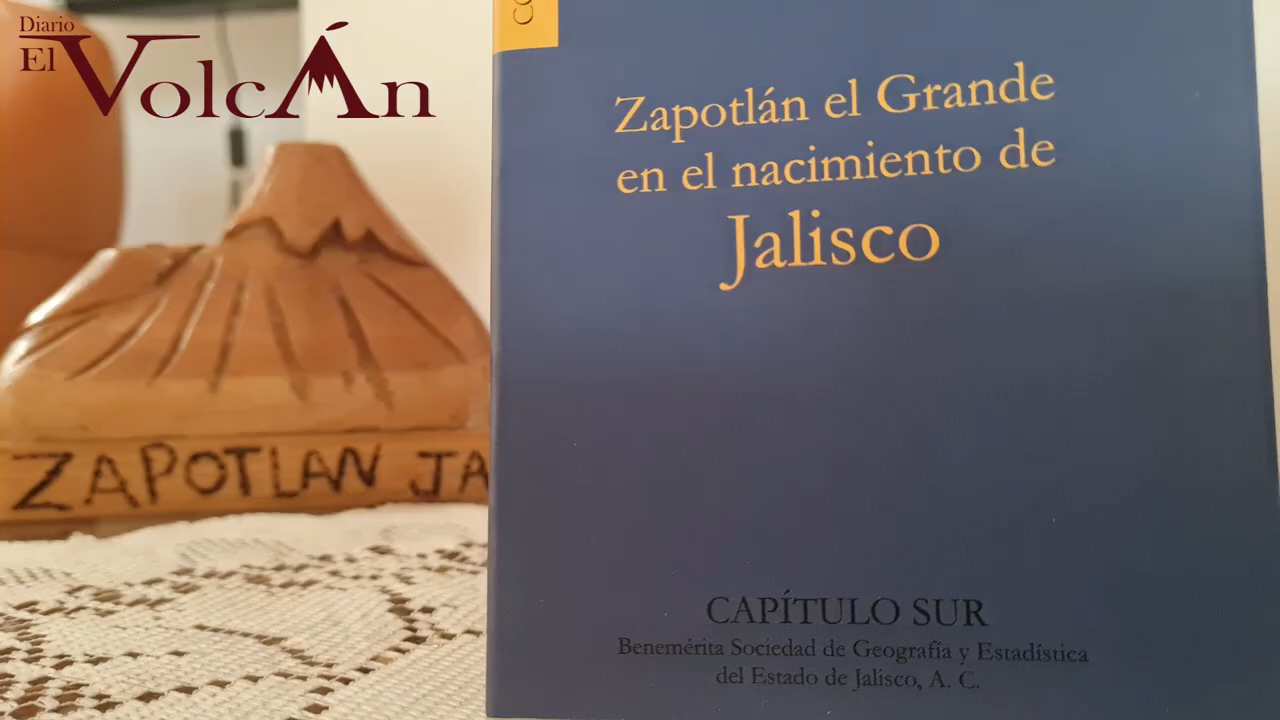 Diario
El Volcán
Zapotlán el Grande
en el nacimiento de
Jalisco
ZAPOTLAN JA
CAPÍTULO SUR
Benemérita Sociedad de Geografía y Estadística
del Estado de Jalisco, A. C.